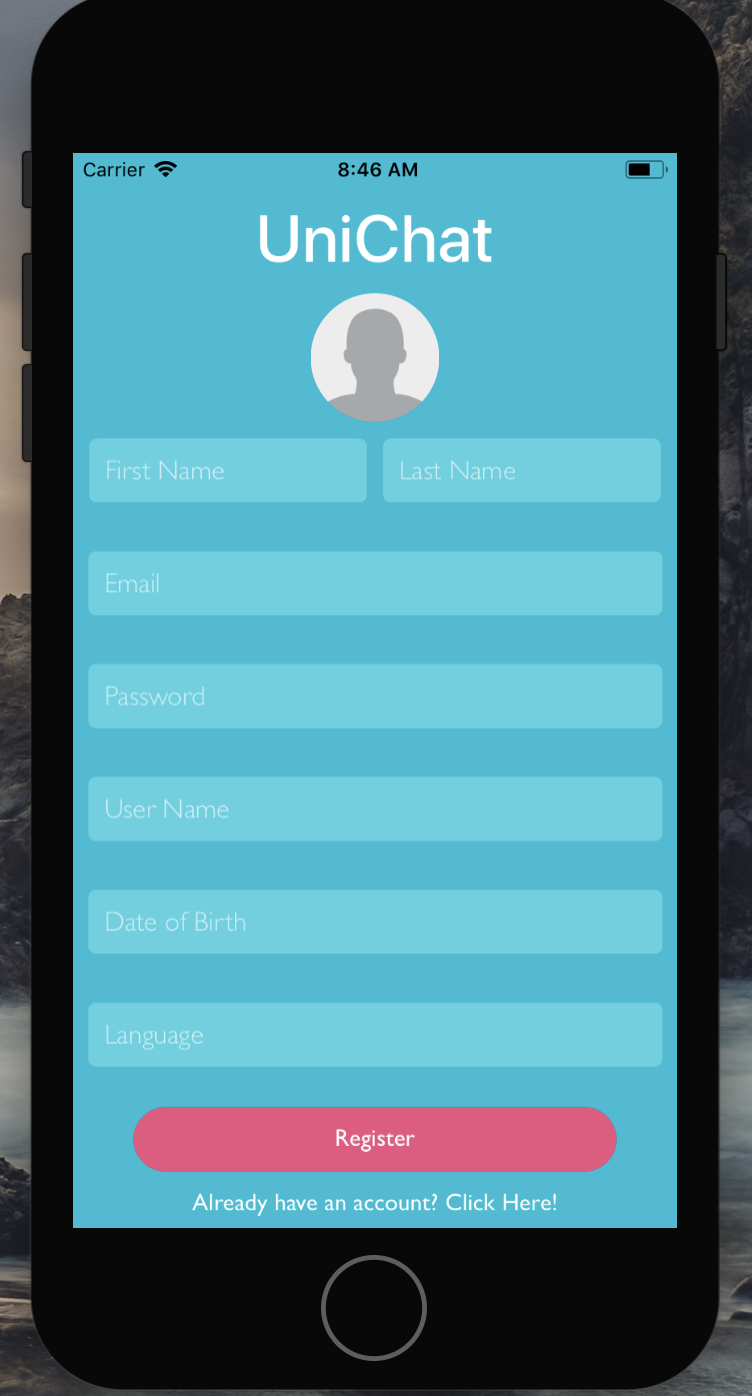 Carrier 8:46 AM
UniChat
First Name Last Name
Email
Password
User Name
Date of Birth
Language
Register
Already have an account? Click Here!